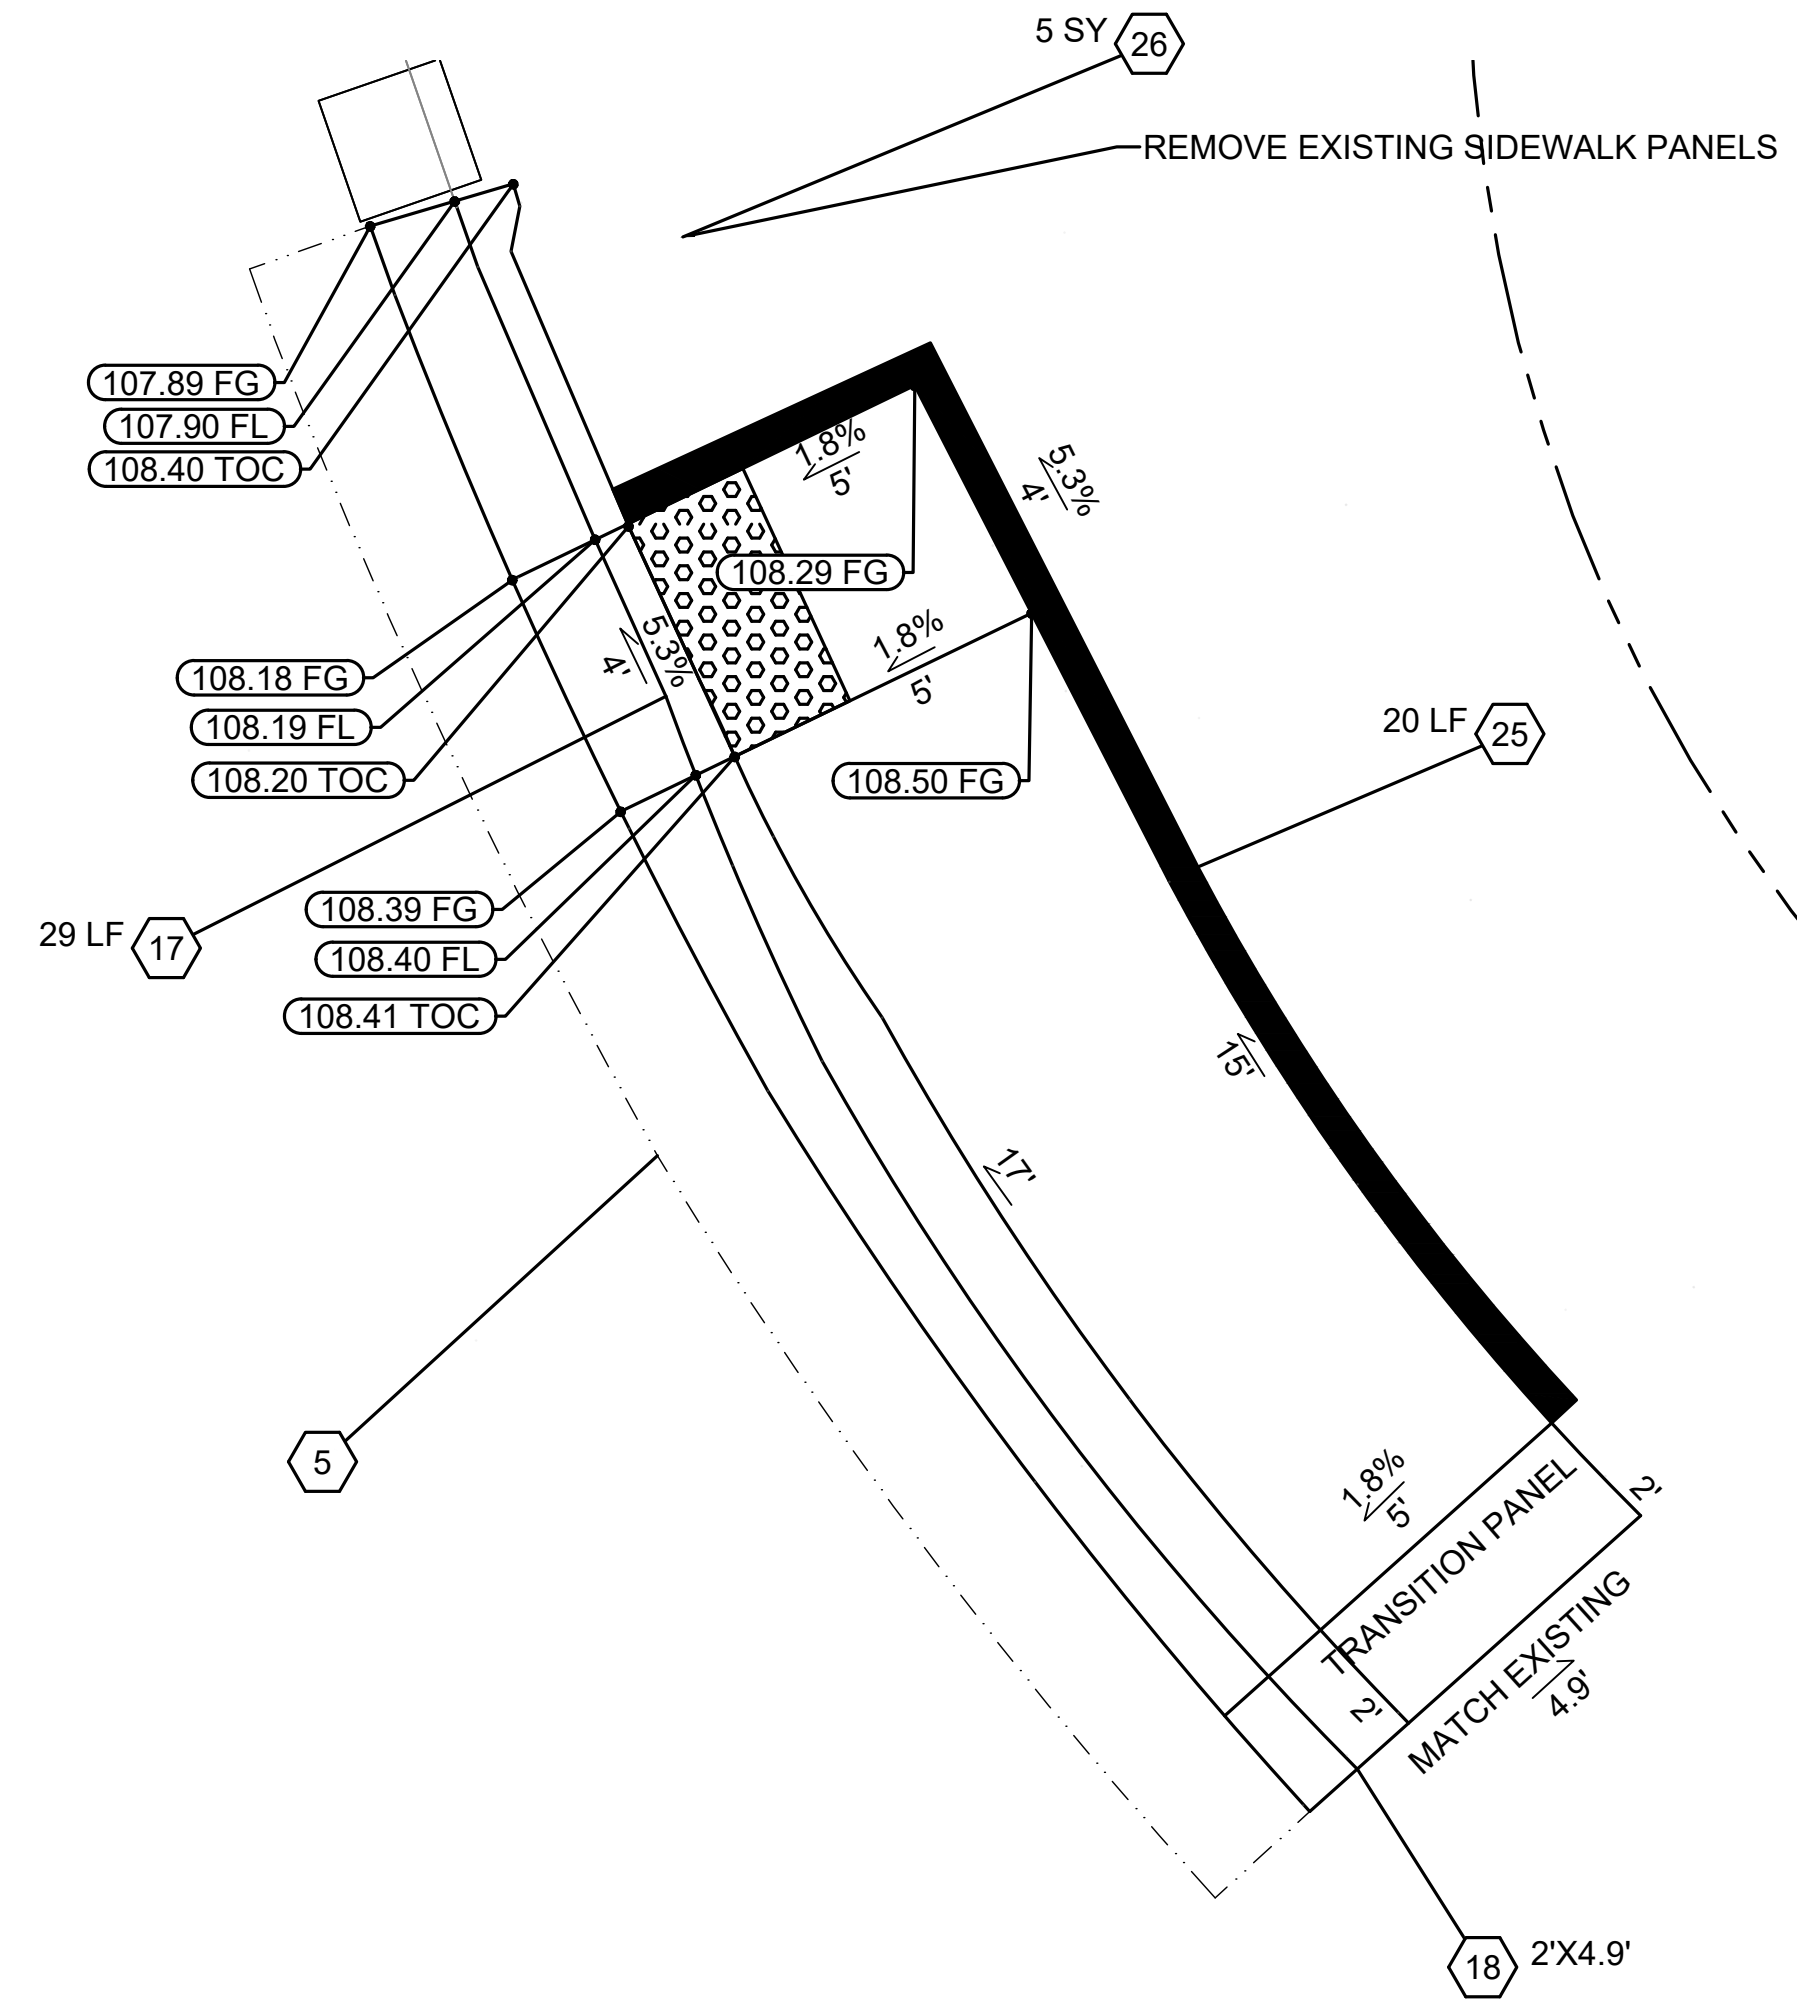 5 SY 26
REMOVE EXISTING SIDEWALK PANELS
107.89 FG
107.90 FL
108.40 TOC
1.8%
5'
5.3%
4'
108.29 FG
1.8%
5'
5.3%
4'
108.18 FG
108.19 FL
108.20 TOC
108.50 FG
20 LF 25
108.39 FG
108.40 FL
108.41 TOC
29 LF 17
15'
17'
5
1.8%
5'
2'
TRANSITION PANEL
2'
MATCH EXISTING
4.9'
18 2'X4.9'